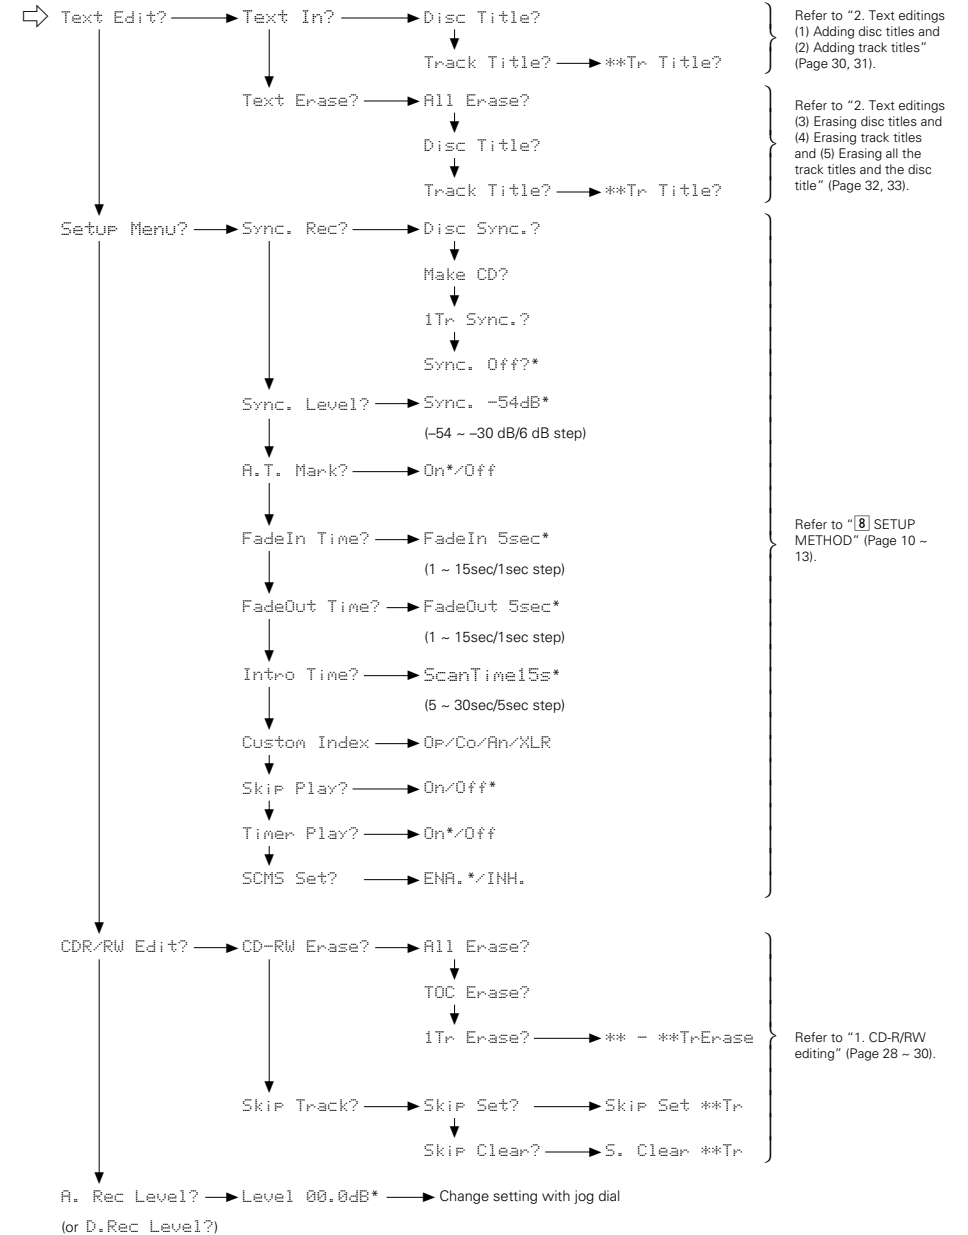 Text Edit? Text In? Disc Title?
Track Title? **Tr Title?
Refer to “2. Text editings
(1) Adding disc titles and
(2) Adding track titles”
(Page 30, 31).
Text Erase? All Erase?
Disc Title?
Track Title? **Tr Title?
Refer to “2. Text editings
(3) Erasing disc titles and
(4) Erasing track titles
and (5) Erasing all the
track titles and the disc
title” (Page 32, 33).
Setup Menu? Sync. Rec? Disc Sync.?
Make CD?
1Tr Sync.?
Sync. Off?*
Sync. Level? Sync. -54dB*
(–54 ~ –30 dB/6 dB step)
A.T. Mark? On*/Off
FadeIn Time? FadeIn 5sec*
(1 ~ 15sec/1sec step)
FadeOut Time? FadeOut 5sec*
(1 ~ 15sec/1sec step)
Intro Time? ScanTime15s*
(5 ~ 30sec/5sec step)
Custom Index Op/Co/An/XLR
Skip Play? On/Off*
Timer Play? On*/Off
SCMS Set? ENA.*/INH.
Refer to “8 SETUP
METHOD” (Page 10 ~
13).
CDR/RW Edit? CD-RW Erase? All Erase?
TOC Erase?
1Tr Erase? ** - **TrErase
Skip Track? Skip Set? Skip Set **Tr
Skip Clear? S. Clear **Tr
Refer to “1. CD-R/RW
editing” (Page 28 ~ 30).
A. Rec Level? Level 00.0dB* Change setting with jog dial
(or D.Rec Level?)